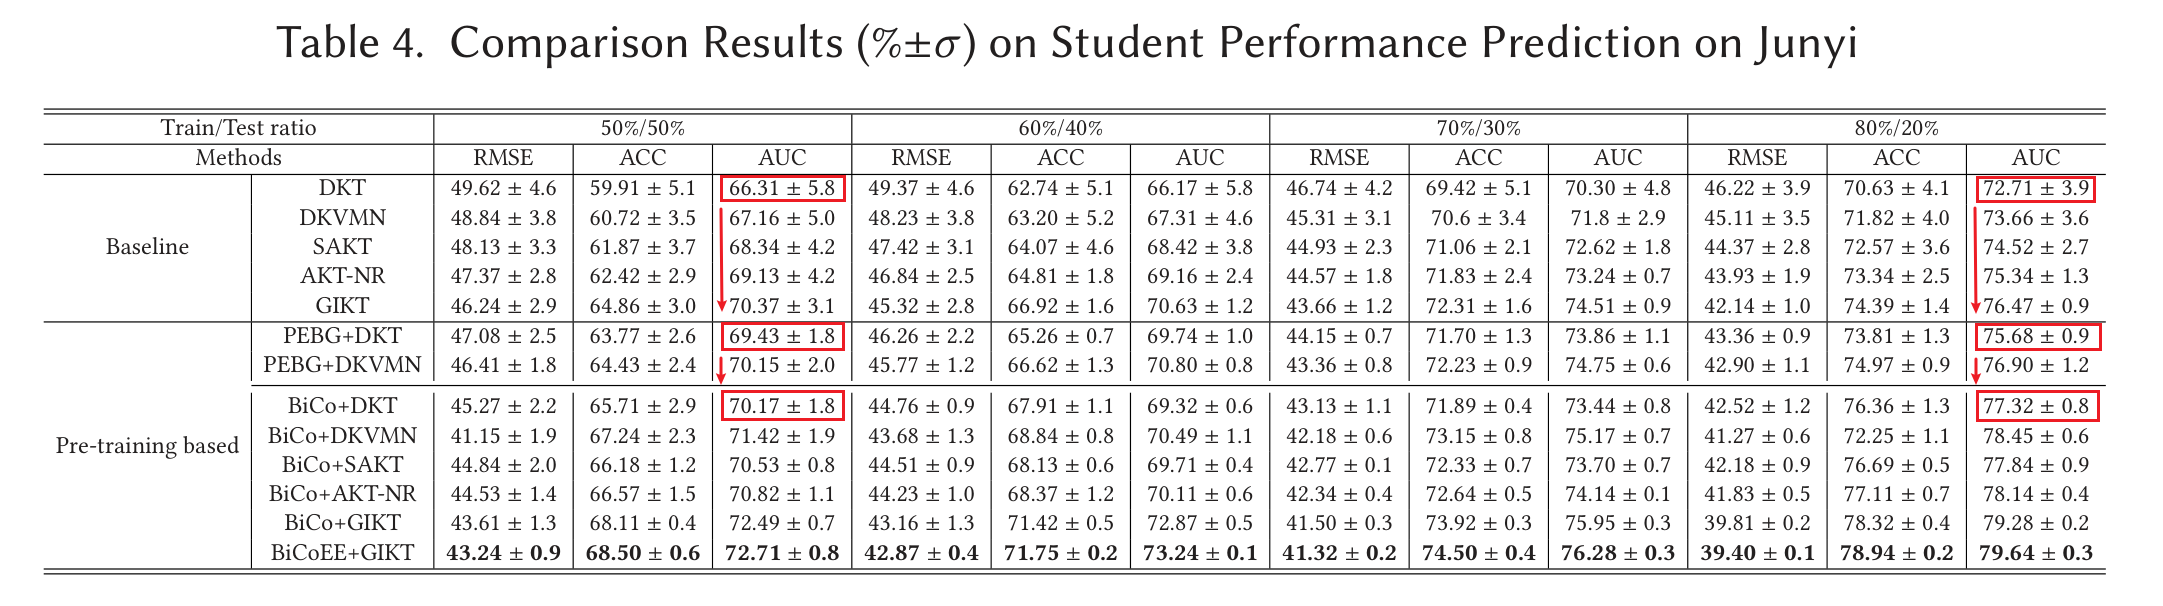 Table 4. Comparison Results (%±σ) on Student Performance Prediction on Junyi
Train/Test ratio 50%/50% 60%/40% 70%/30% 80%/20%
Methods RMSE ACC AUC RMSE ACC AUC RMSE ACC AUC RMSE ACC AUC
DKT 49.62 ± 4.6 59.91 ± 5.1 66.31 ± 5.8 49.37 ± 4.6 62.74 ± 5.1 66.17 ± 5.8 46.74 ± 4.2 69.42 ± 5.1 70.30 ± 4.8 46.22 ± 3.9 70.63 ± 4.1 72.71 ± 3.9
DKVMN 48.84 ± 3.8 60.72 ± 3.5 67.16 ± 5.0 48.23 ± 3.8 63.20 ± 5.2 67.31 ± 4.6 45.31 ± 3.1 70.6 ± 3.4 71.8 ± 2.9 45.11 ± 3.5 71.82 ± 4.0 73.66 ± 3.6
Baseline SAKT 48.13 ± 3.3 61.87 ± 3.7 68.34 ± 4.2 47.42 ± 3.1 64.07 ± 4.6 68.42 ± 3.8 44.93 ± 2.3 71.06 ± 2.1 72.62 ± 1.8 44.37 ± 2.8 72.57 ± 3.6 74.52 ± 2.7
AKT-NR 47.37 ± 2.8 62.42 ± 2.9 69.13 ± 4.2 46.84 ± 2.5 64.81 ± 1.8 69.16 ± 2.4 44.57 ± 1.8 71.83 ± 2.4 73.24 ± 0.7 43.93 ± 1.9 73.34 ± 2.5 75.34 ± 1.3
GIKT 46.24 ± 2.9 64.86 ± 3.0 70.37 ± 3.1 45.32 ± 2.8 66.92 ± 1.6 70.63 ± 1.2 43.66 ± 1.2 72.31 ± 1.6 74.51 ± 0.9 42.14 ± 1.0 74.39 ± 1.4 76.47 ± 0.9
PEBG+DKT 47.08 ± 2.5 63.77 ± 2.6 69.43 ± 1.8 46.26 ± 2.2 65.26 ± 0.7 69.74 ± 1.0 44.15 ± 0.7 71.70 ± 1.3 73.86 ± 1.1 43.36 ± 0.9 73.81 ± 1.3 75.68 ± 0.9
PEBG+DKVMN 46.41 ± 1.8 64.43 ± 2.4 70.15 ± 2.0 45.77 ± 1.2 66.62 ± 1.3 70.80 ± 0.8 43.36 ± 0.8 72.23 ± 0.9 74.75 ± 0.6 42.90 ± 1.1 74.97 ± 0.9 76.90 ± 1.2
BiCo+DKT 45.27 ± 2.2 65.71 ± 2.9 70.17 ± 1.8 44.76 ± 0.9 67.91 ± 1.1 69.32 ± 0.6 43.13 ± 1.1 71.89 ± 0.4 73.44 ± 0.8 42.52 ± 1.2 76.36 ± 1.3 77.32 ± 0.8
Pre-training based BiCo+DKVMN 41.15 ± 1.9 67.24 ± 2.3 71.42 ± 1.9 43.68 ± 1.3 68.84 ± 0.8 70.49 ± 1.1 42.18 ± 0.6 73.15 ± 0.8 75.17 ± 0.7 41.27 ± 0.6 72.25 ± 1.1 78.45 ± 0.6
BiCo+SAKT 44.84 ± 2.0 66.18 ± 1.2 70.53 ± 0.8 44.51 ± 0.9 68.13 ± 0.6 69.71 ± 0.4 42.77 ± 0.1 72.33 ± 0.7 73.70 ± 0.7 42.18 ± 0.9 76.69 ± 0.5 77.84 ± 0.9
BiCo+AKT-NR 44.53 ± 1.4 66.57 ± 1.5 70.82 ± 1.1 44.23 ± 1.0 68.37 ± 1.2 70.11 ± 0.6 42.34 ± 0.4 72.64 ± 0.5 74.14 ± 0.1 41.83 ± 0.5 77.11 ± 0.7 78.14 ± 0.4
BiCo+GIKT 43.61 ± 1.3 68.11 ± 0.4 72.49 ± 0.7 43.16 ± 1.3 71.42 ± 0.5 72.87 ± 0.5 41.50 ± 0.3 73.92 ± 0.3 75.95 ± 0.3 39.81 ± 0.2 78.32 ± 0.4 79.28 ± 0.2
BiCoEE+GIKT 43.24 ± 0.9 68.50 ± 0.6 72.71 ± 0.8 42.87 ± 0.4 71.75 ± 0.2 73.24 ± 0.1 41.32 ± 0.2 74.50 ± 0.4 76.28 ± 0.3 39.40 ± 0.1 78.94 ± 0.2 79.64 ± 0.3